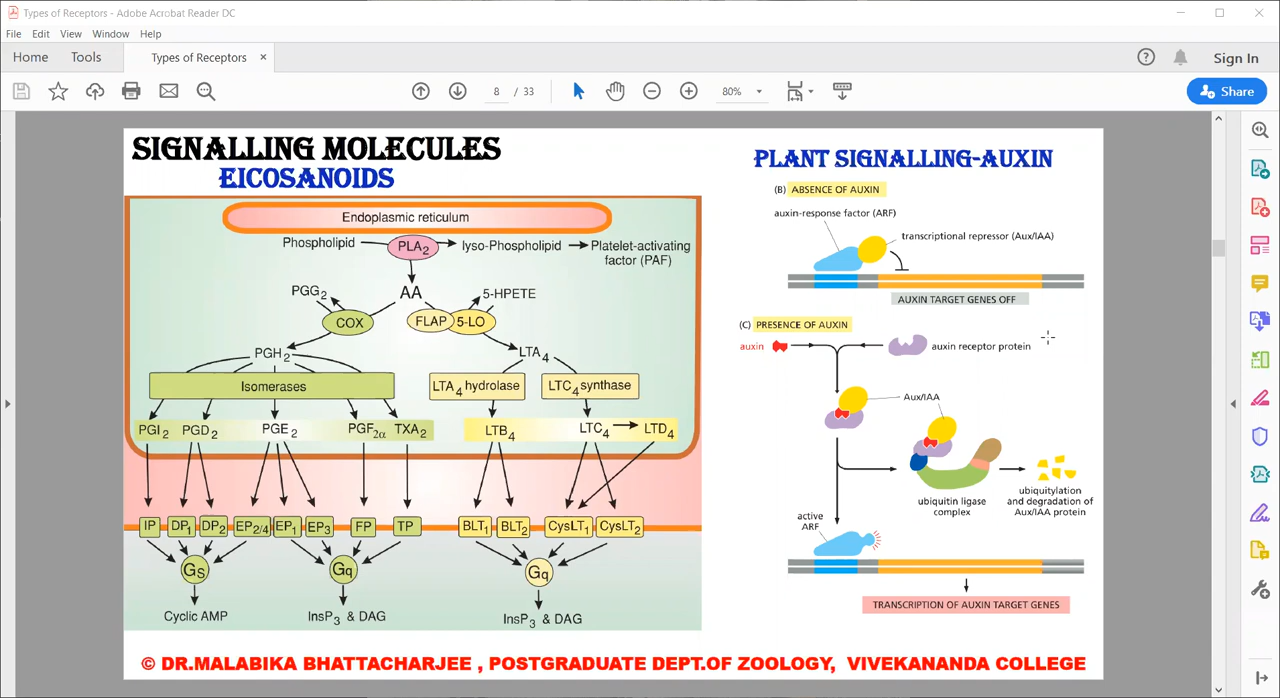 Types of Receptors - Adobe Acrobat Reader DC
File Edit View Window Help
Home Tools Types of Receptors × Sign In
8 / 33 80% Share
SIGNALLING MOLECULES
EICOSANOIDS
Endoplasmic reticulum
Phospholipid PLA2 lyso-Phospholipid Platelet-activating
factor (PAF)
PGG2 AA 5-HPETE
COX FLAP 5-LO
PGH2 LTA4
Isomerases LTA4 hydrolase LTC4 synthase
PGI2 PGD2 PGE2 PGF2α TXA2 LTB4 LTC4 LTD4
IP DP1 DP2 EP2/4 EP1 EP3 FP TP BLT1 BLT2 CysLT1 CysLT2
Gs Gq Gq
Cyclic AMP InsP3 & DAG InsP3 & DAG
PLANT SIGNALLING-AUXIN
(B) ABSENCE OF AUXIN
auxin-response factor (ARF)
transcriptional repressor (Aux/IAA)
AUXIN TARGET GENES OFF
(C) PRESENCE OF AUXIN
auxin auxin receptor protein
Aux/IAA
ubiquitin ligase
complex
ubiquitylation
and degradation of
Aux/IAA protein
active
ARF
TRANSCRIPTION OF AUXIN TARGET GENES
© DR.MALABIKA BHATTACHARJEE , POSTGRADUATE DEPT.OF ZOOLOGY, VIVEKANANDA COLLEGE